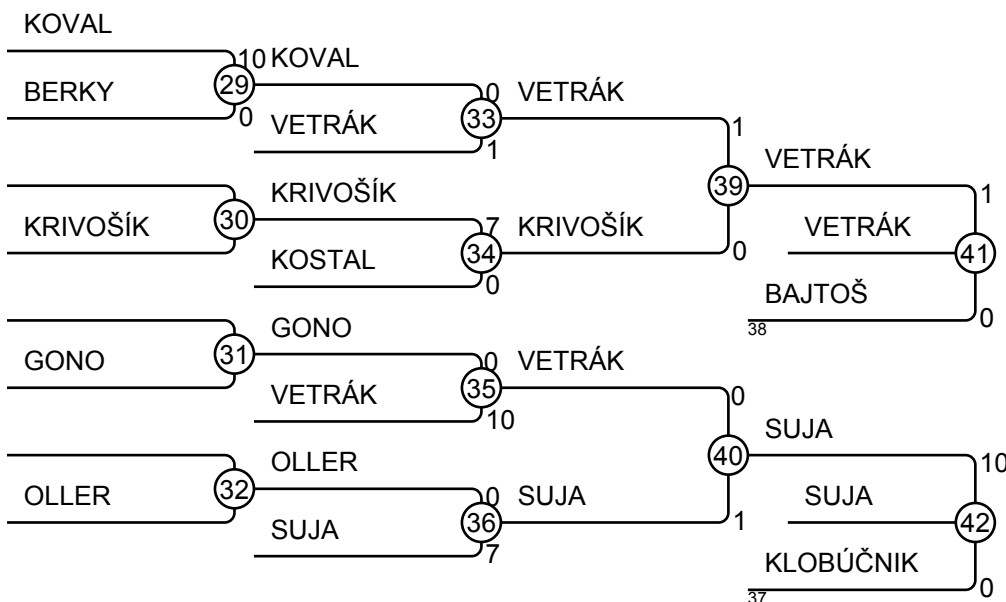 KOVAL
10 KOVAL
BERKY 29 0 VETRÁK
0 VETRÁK 33 1
1 VETRÁK
KRIVOŠÍK 39 1
KRIVOŠÍK 30 7 KRIVOŠÍK VETRÁK
KOSTAL 34 0 41
0 BAJTOŠ
GONO 38 0
GONO 31 0 VETRÁK
VETRÁK 35 0
10 SUJA
OLLER 40 10
OLLER 32 0 SUJA SUJA
SUJA 36 1 42
7 KLOBÚČNIK
37 0